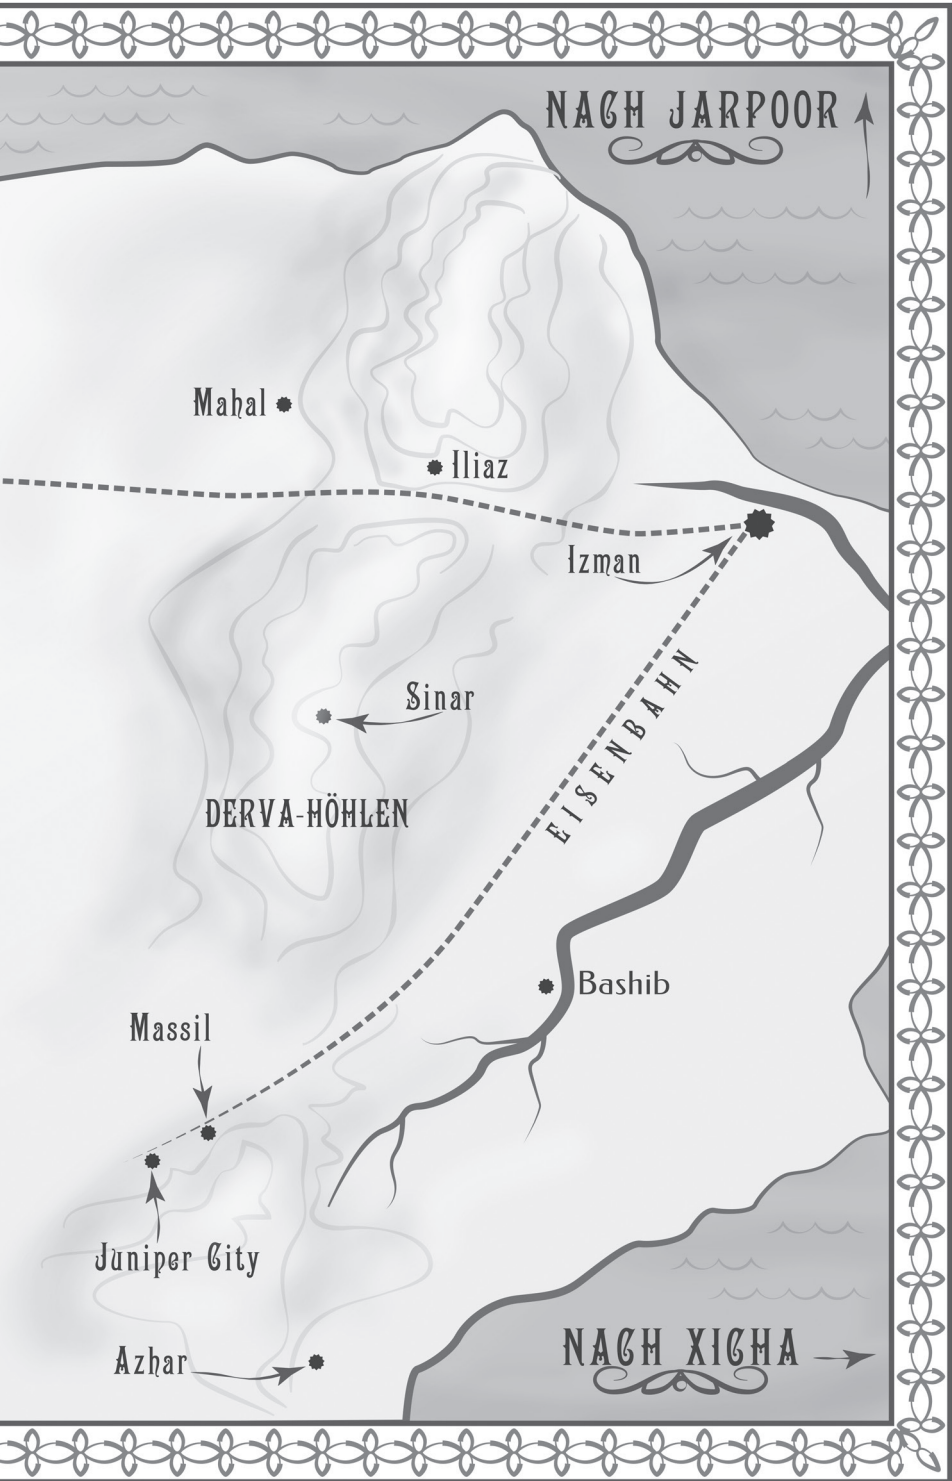 NACH JARPOOR
Mahal
Iliaz
Izman
EISENBAHN
Sinar
DERVA-HÖHLEN
Bashib
Massil
Juniper City
Azhar
NACH XICHA